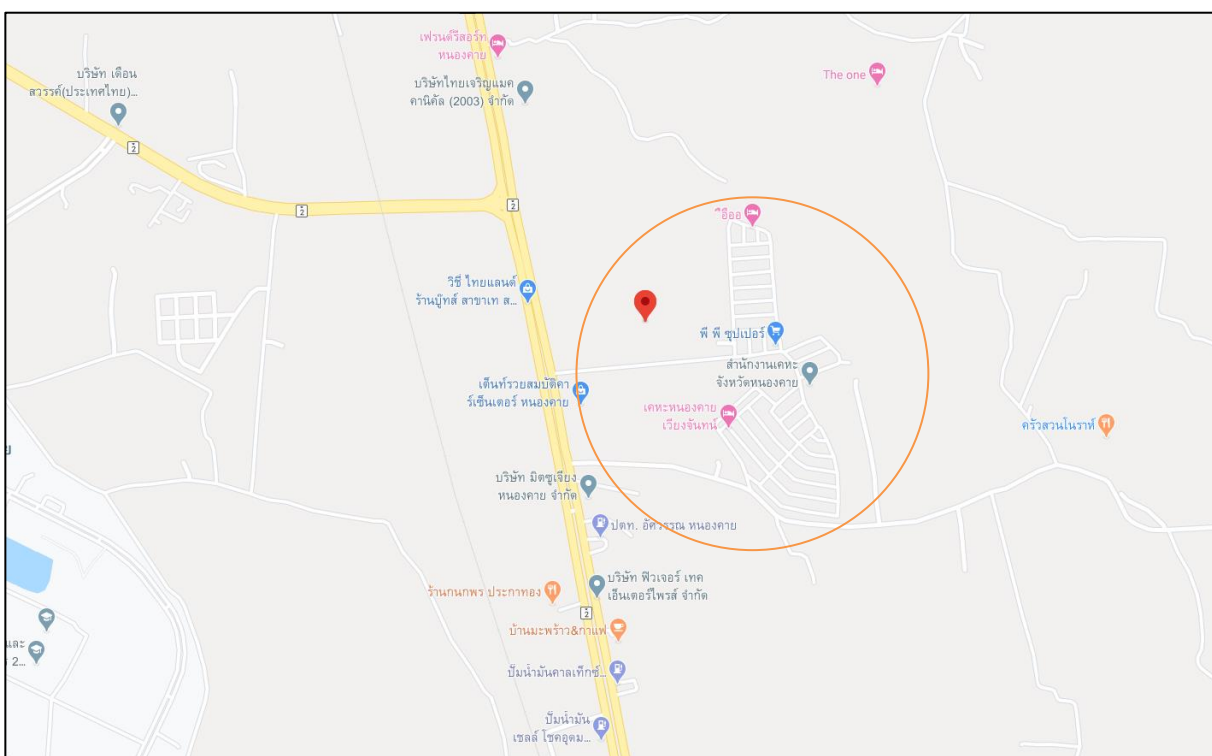 เฟรนด์รีสอร์ท
หนองคาย
The one
บริษัท เดือน
สวรรค์(ประเทศไทย)...
บริษัทไทยเจริญแมค
คานิคัล (2003) จำกัด
2
2
2
อีอีอ
วิชี ไทยแลนด์
ร้านบู๊ทส์ สาขาเท ส...
พี พี ซุปเปอร์
สำนักงานเคหะ
จังหวัดหนองคาย
เต็นท์รวยสมบัติคา
ร์เซ็นเตอร์ หนองคาย
เคหะหนองคาย
เวียงจันทน์
ครัวสวนโนราห์
ย
บริษัท มิตซูเจียง
หนองคาย จำกัด
ปตท. อัศวรรณ หนองคาย
บริษัท ฟิวเจอร์ เทค
เอ็นเตอร์ไพรส์ จำกัด
ร้านกนกพร ประกาทอง
2
บ้านมะพร้าว&กาแฟ
และ
2...
ปั๊มน้ำมันคาลเท็กซ์...
ปั๊มน้ำมัน
เชลล์ โชคอุดม...